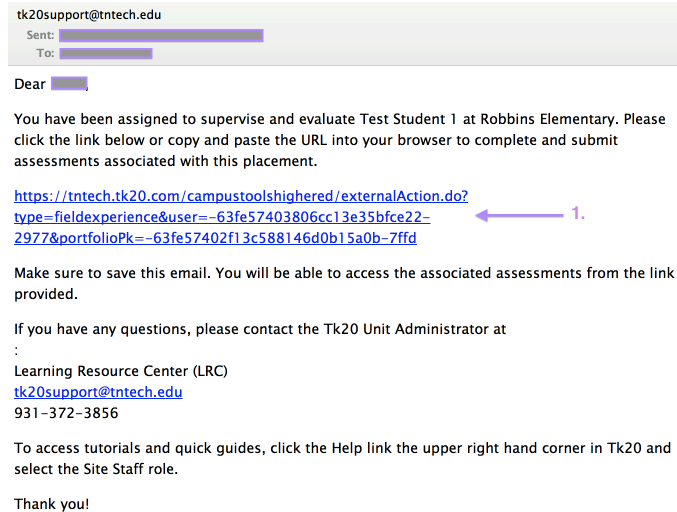 tk20support@tntech.edu
Sent:
To:
Dear ,
You have been assigned to supervise and evaluate Test Student 1 at Robbins Elementary. Please
click the link below or copy and paste the URL into your browser to complete and submit
assessments associated with this placement.
https://tntech.tk20.com/campustoolshighered/externalAction.do?
type=fieldexperience&user=-63fe57403806cc13e35bfce22-
2977&portfolioPk=-63fe57402f13c588146d0b15a0b-7ffd
1.
Make sure to save this email. You will be able to access the associated assessments from the link
provided.
If you have any questions, please contact the Tk20 Unit Administrator at
:
Learning Resource Center (LRC)
tk20support@tntech.edu
931-372-3856
To access tutorials and quick guides, click the Help link the upper right hand corner in Tk20 and
select the Site Staff role.
Thank you!